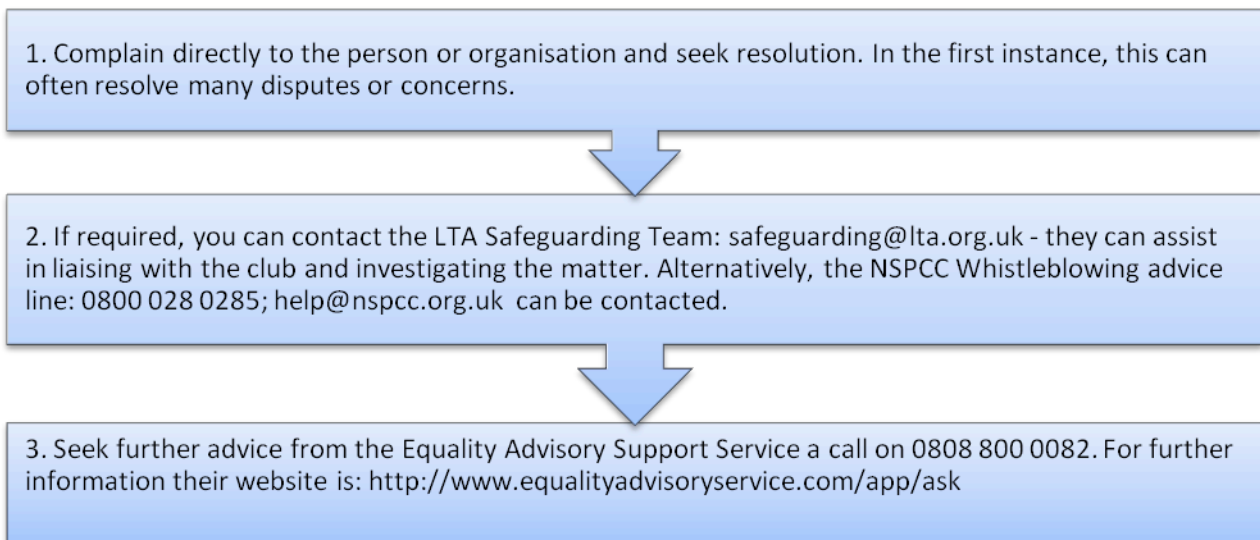 1. Complain directly to the person or organisation and seek resolution. In the first instance, this can
often resolve many disputes or concerns.
2. If required, you can contact the LTA Safeguarding Team: safeguarding@lta.org.uk - they can assist
in liaising with the club and investigating the matter. Alternatively, the NSPCC Whistleblowing advice
line: 0800 028 0285; help@nspcc.org.uk can be contacted.
3. Seek further advice from the Equality Advisory Support Service a call on 0808 800 0082. For further
information their website is: http://www.equalityadvisoryservice.com/app/ask